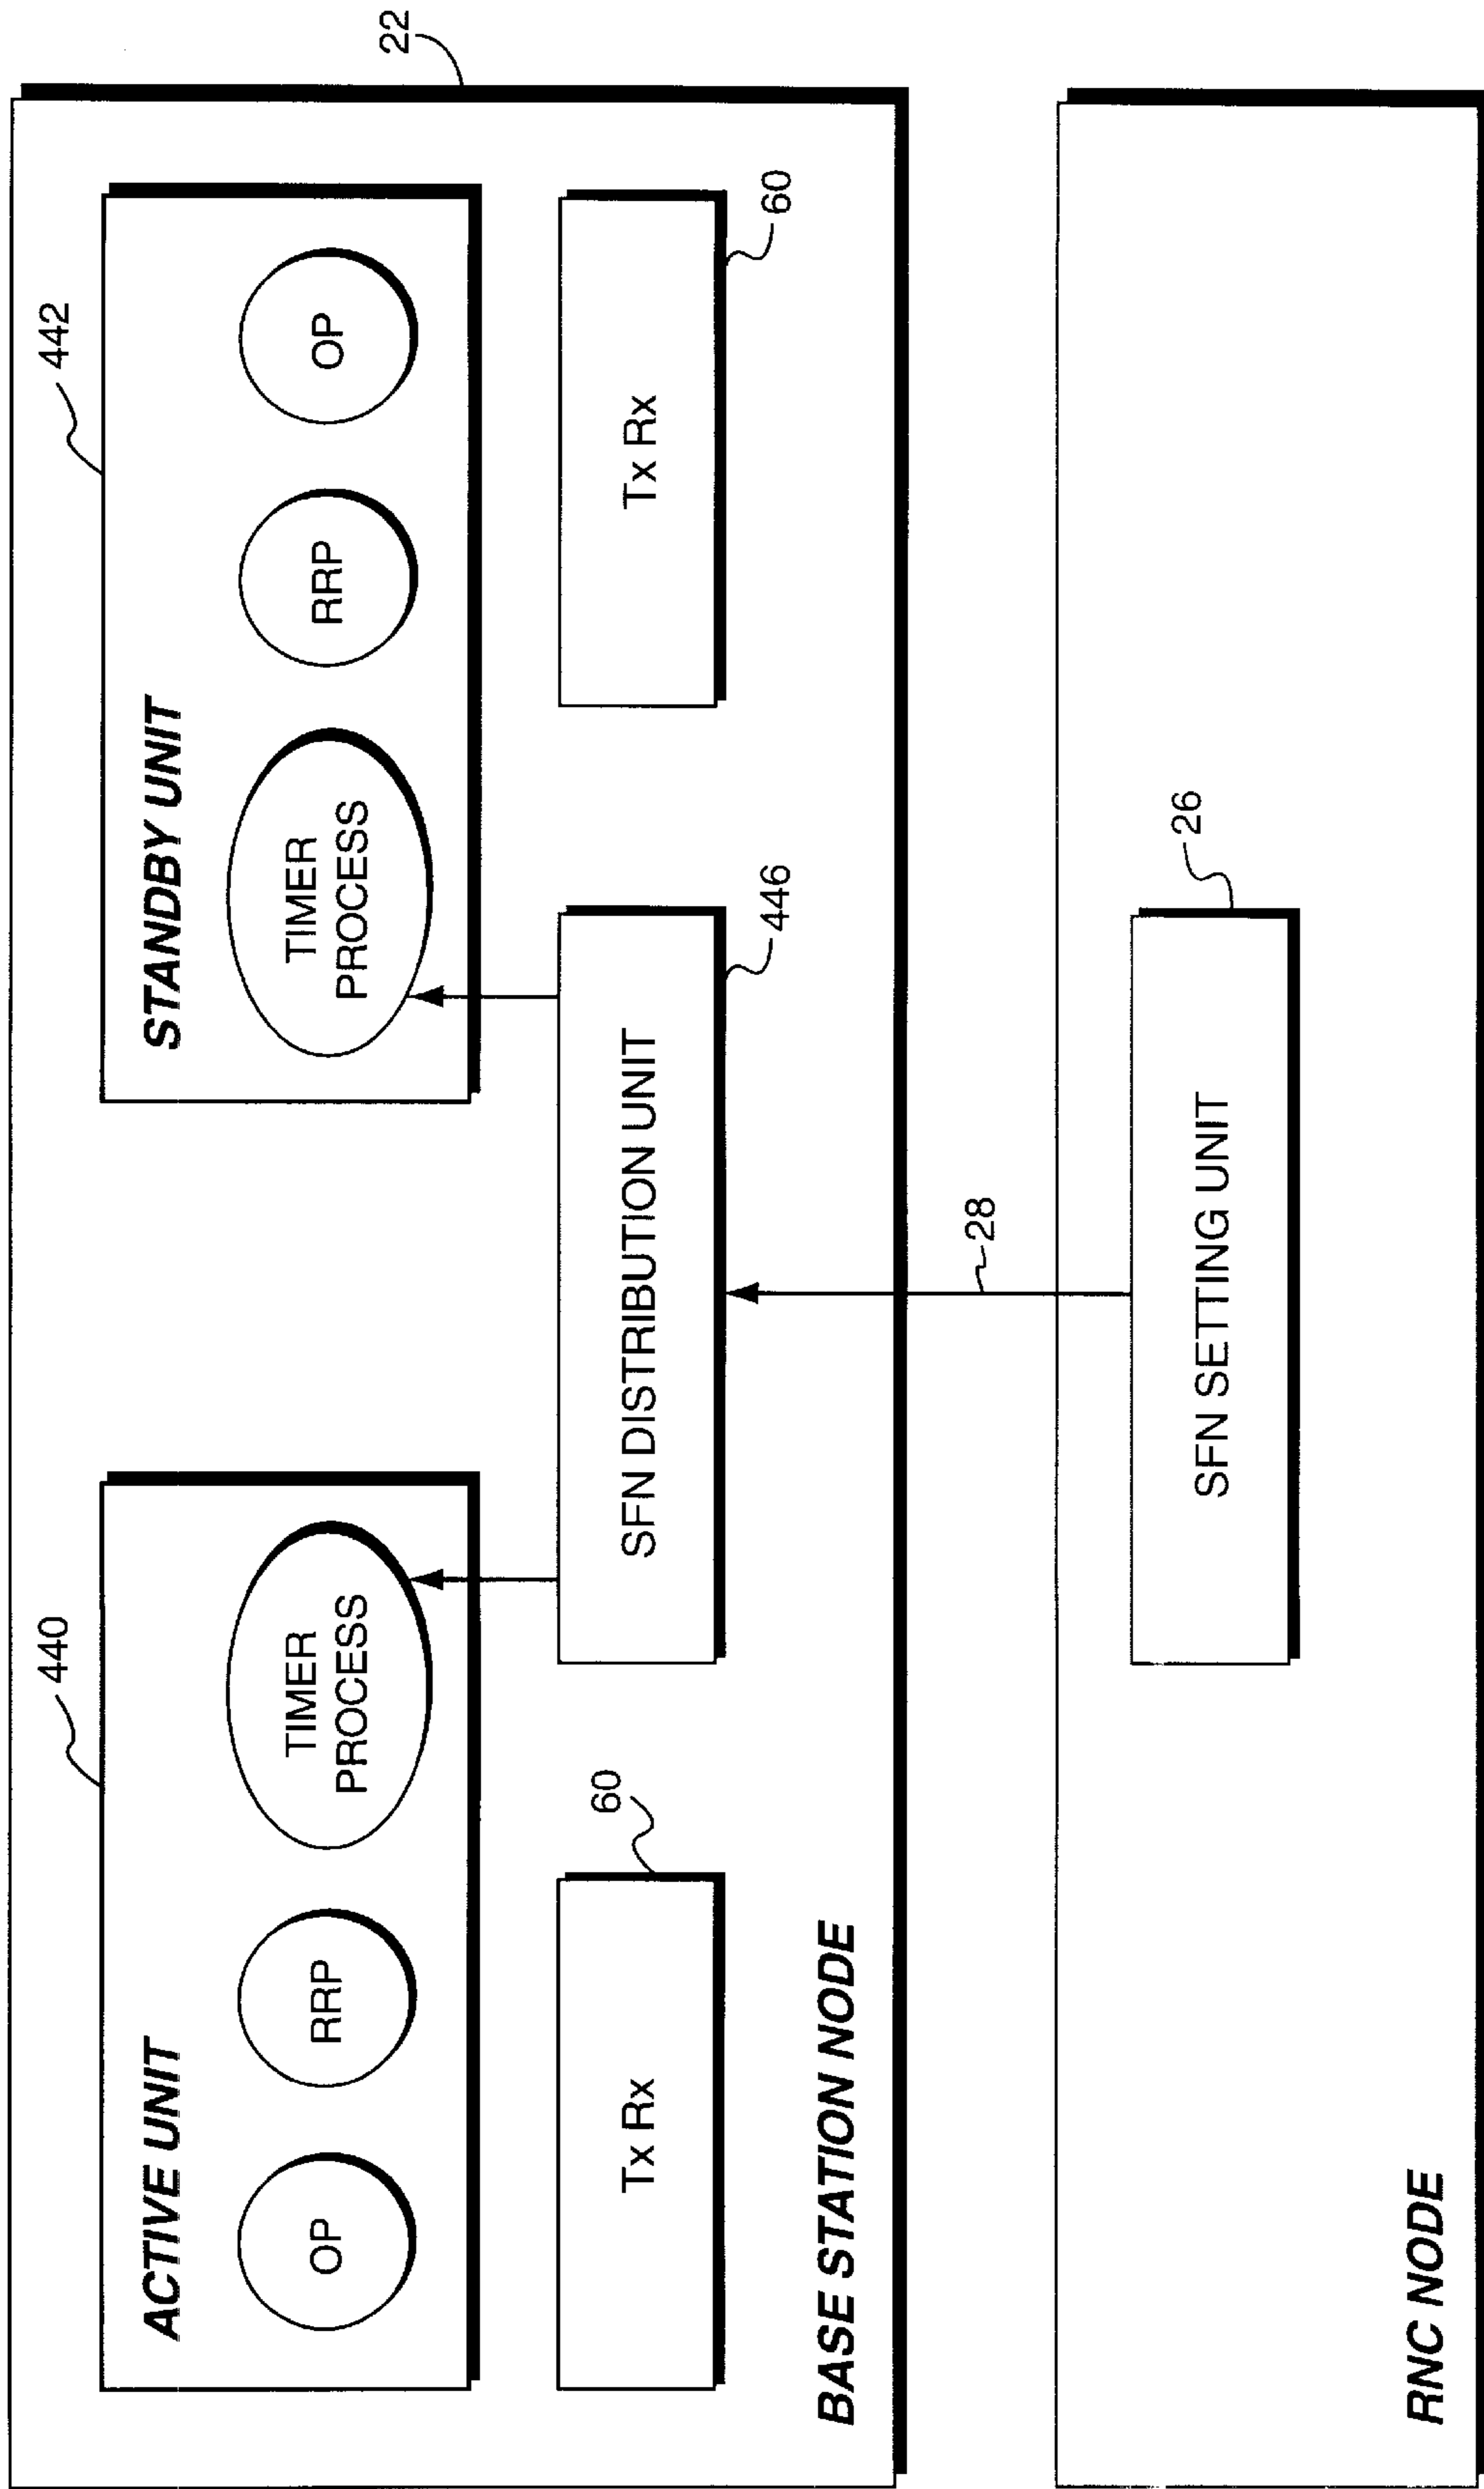 440
442
22
ACTIVE UNIT
STANDBY UNIT
OP
RRP
TIMER
PROCESS
TIMER
PROCESS
RRP
OP
60
Tx Rx
SFN DISTRIBUTION UNIT
446
Tx Rx
60
BASE STATION NODE
28
SFN SETTING UNIT
26
RNC NODE